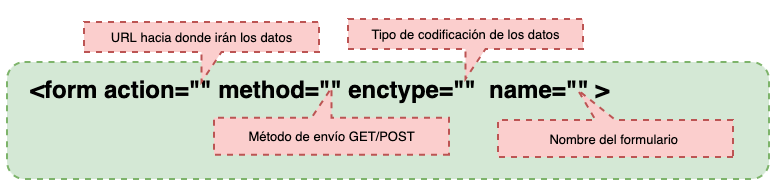 URL hacia donde irán los datos
Tipo de codificación de los datos
<form action="" method="" enctype="" name="" >
Método de envío GET/POST
Nombre del formulario